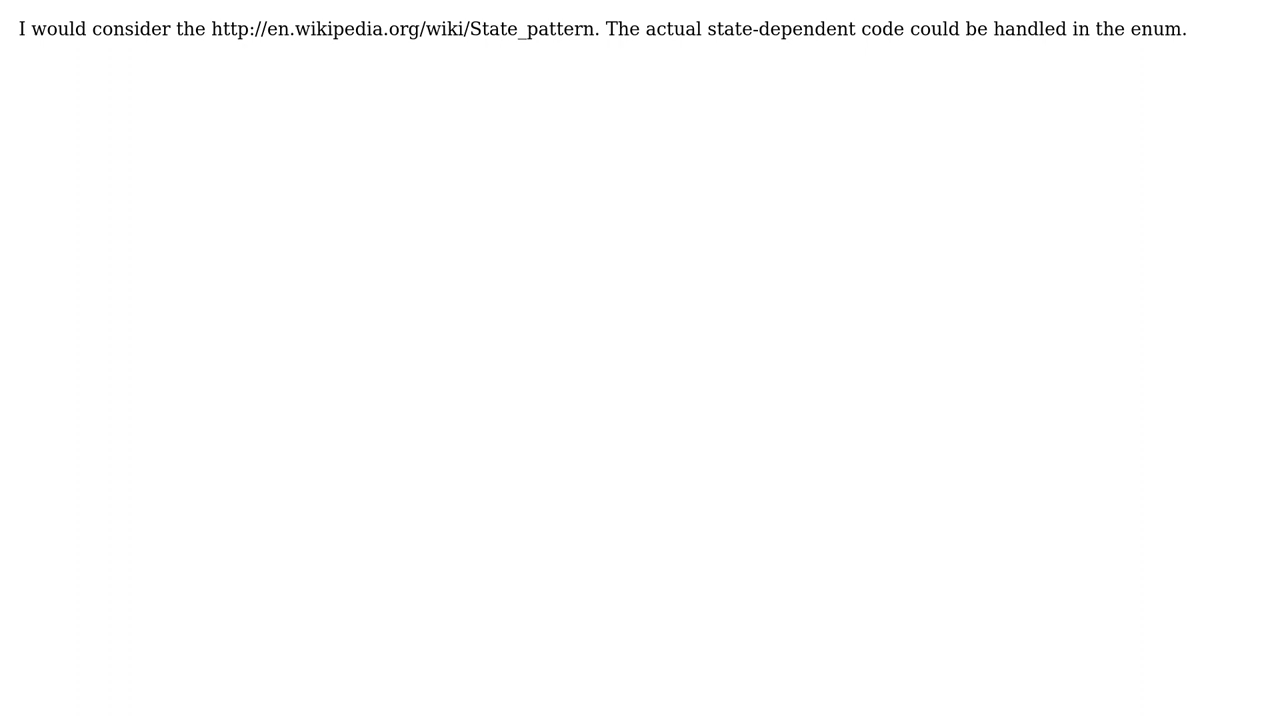 I would consider the http://en.wikipedia.org/wiki/State_pattern. The actual state-dependent code could be handled in the enum.